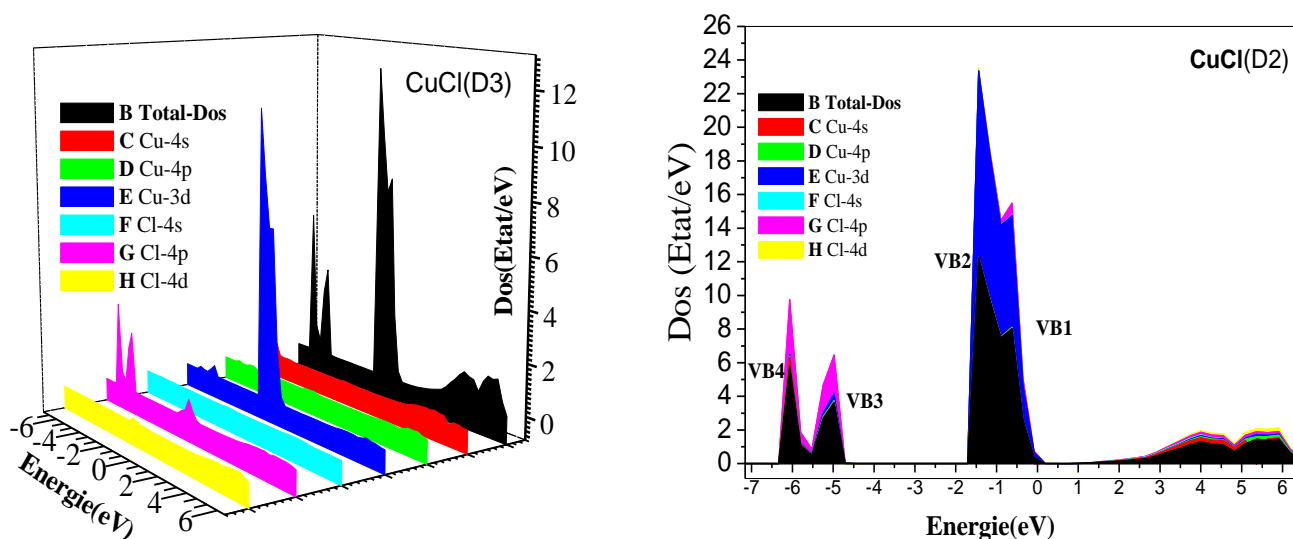 CuCl(D3)
B Total-Dos
C Cu-4s
D Cu-4p
E Cu-3d
F Cl-4s
G Cl-4p
H Cl-4d
12
10
8
6
4
2
0
Dos(Etat/eV)
-6 -4 -2 0 2 4 6
Energie(eV)
CuCl(D2)
B Total-Dos
C Cu-4s
D Cu-4p
E Cu-3d
F Cl-4s
G Cl-4p
H Cl-4d
26
24
22
20
18
16
14
12
10
8
6
4
2
0
Dos (Etat/eV)
VB2
VB1
VB4
VB3
-7 -6 -5 -4 -3 -2 -1 0 1 2 3 4 5 6
Energie(eV)